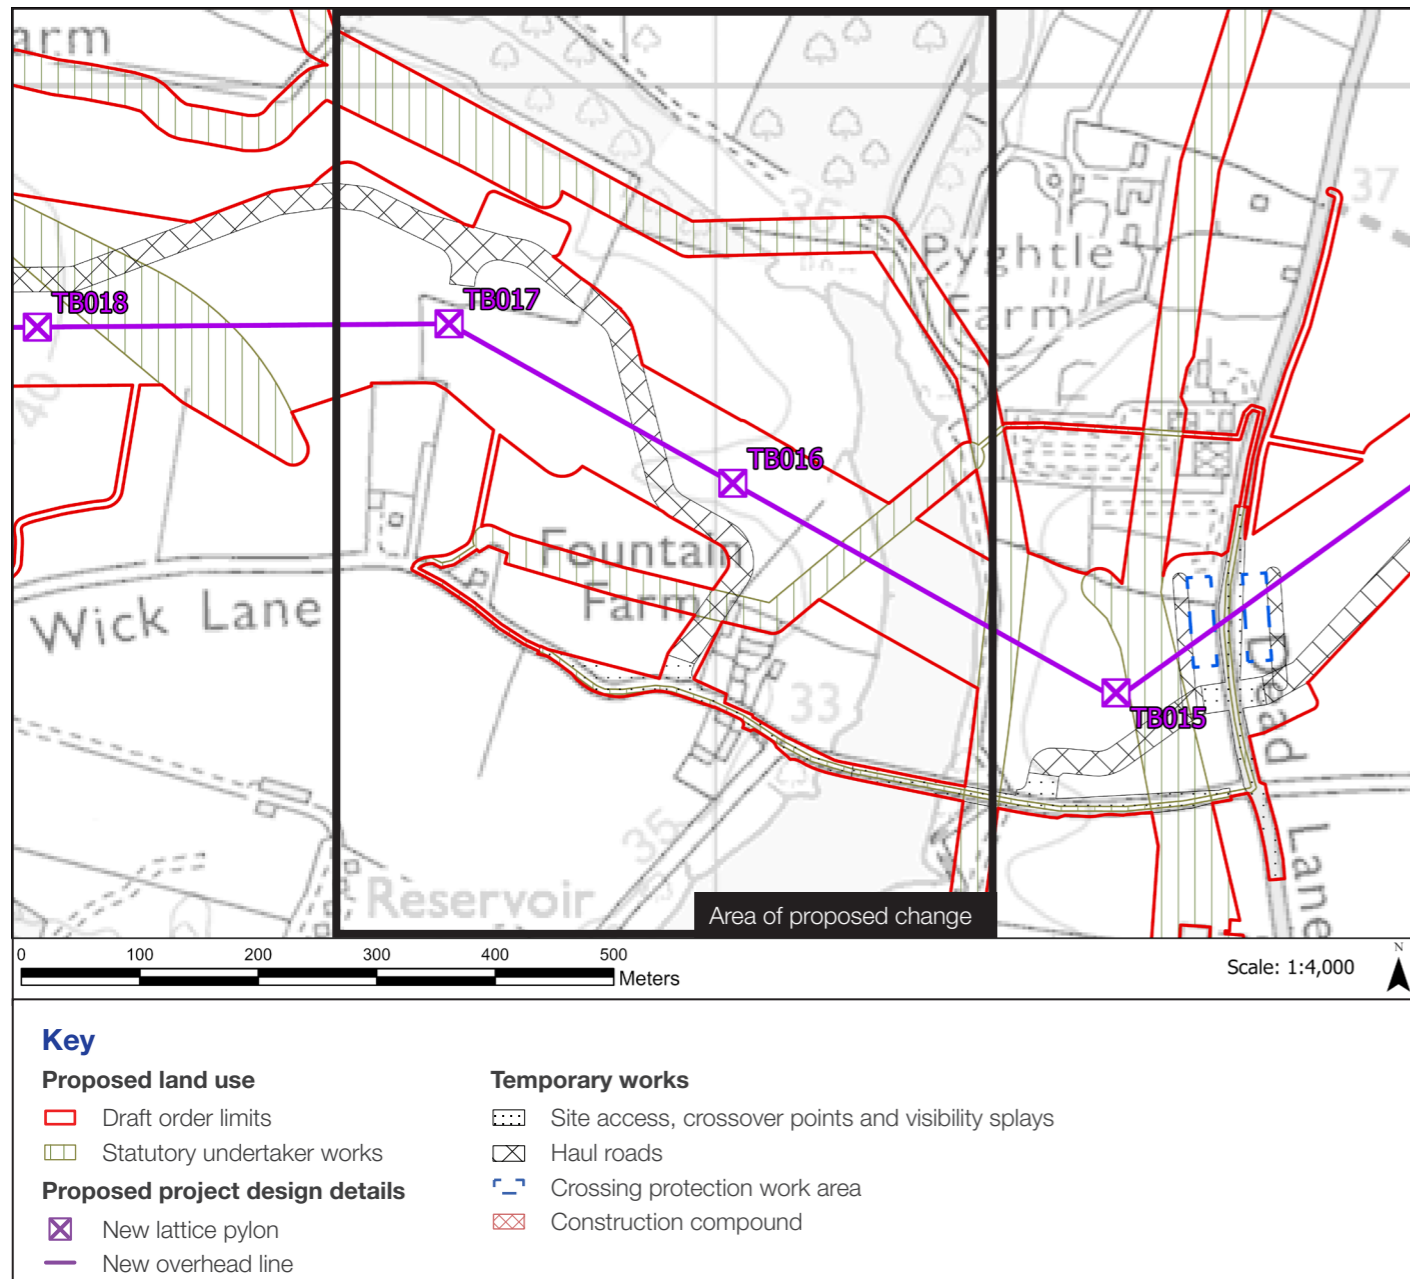 arm
37
35
Pyghtle
Farm
TB018
TB017
40
TB016
Fountain
Farm
Wick Lane
33
TB015
Dead
Lane
35
Reservoir
Area of proposed change
0 100 200 300 400 500
Meters
Scale: 1:4,000
N
Key
Proposed land use
Draft order limits
Statutory undertaker works
Proposed project design details
New lattice pylon
New overhead line
Temporary works
Site access, crossover points and visibility splays
Haul roads
Crossing protection work area
Construction compound